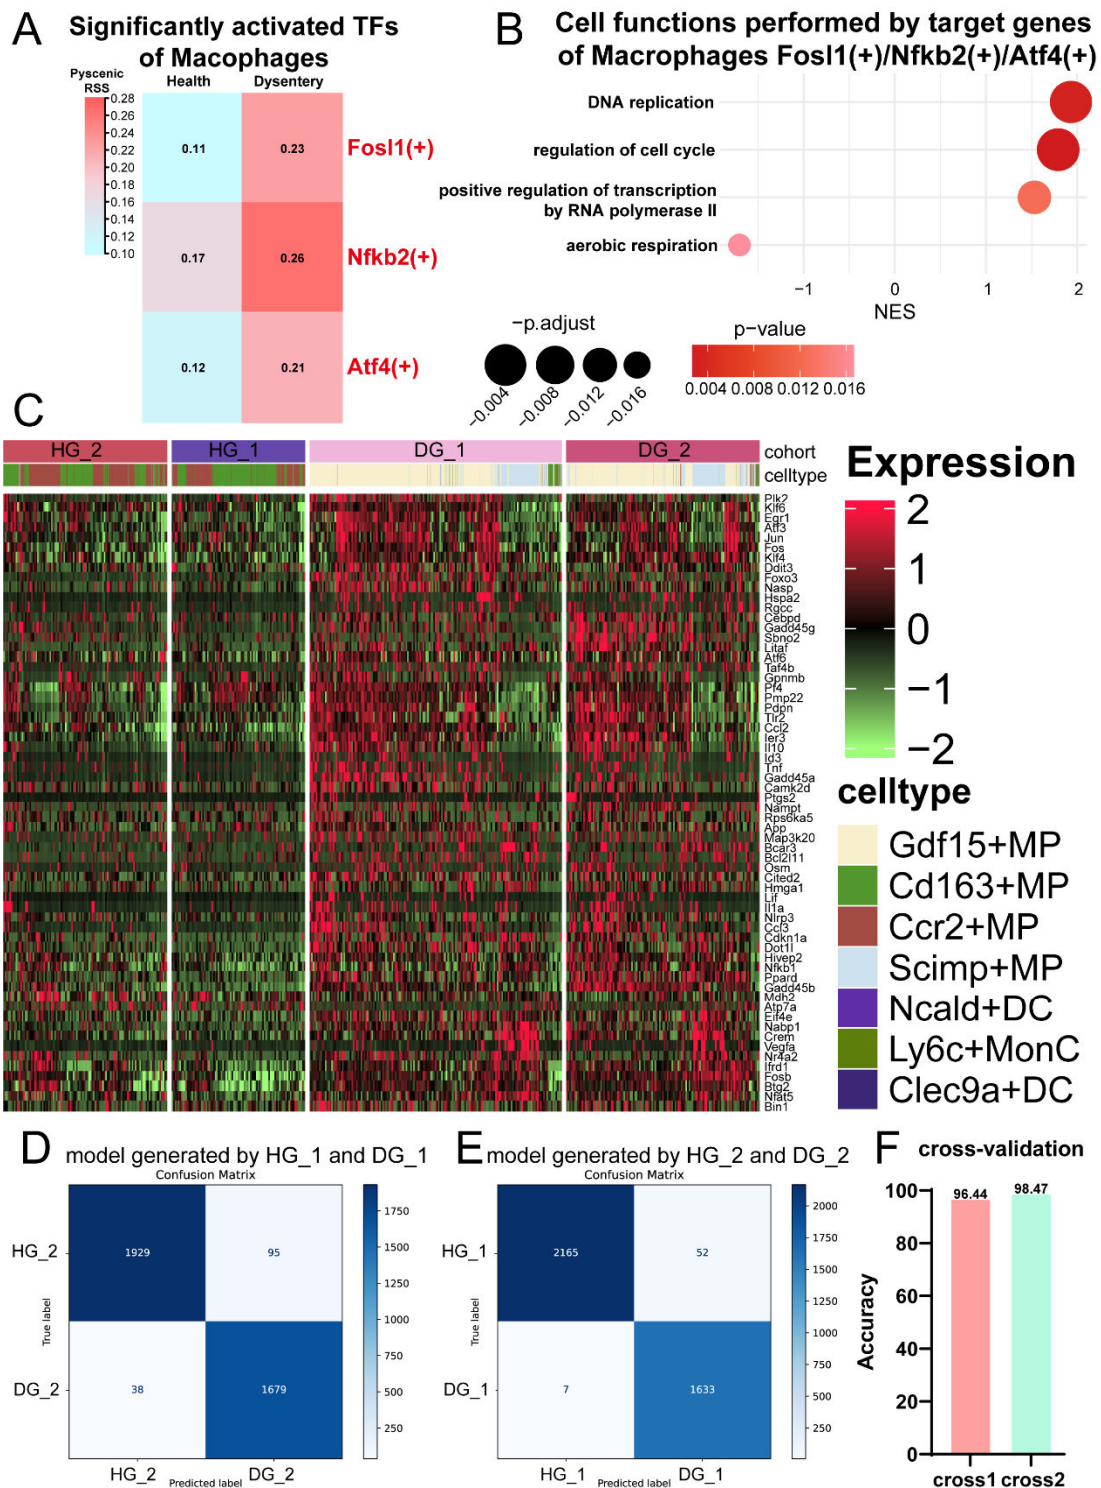 A
Significantly activated TFs
of Macophages
Pyscenic
RSS
Health
Dysentery
0.28
0.26
0.24
0.22
0.20
0.18
0.16
0.14
0.12
0.10
0.11
0.23
Fosl1(+)
0.17
0.26
Nfkb2(+)
0.12
0.21
Atf4(+)
B
Cell functions performed by target genes
of Macrophages Fosl1(+)/Nfkb2(+)/Atf4(+)
DNA replication
regulation of cell cycle
positive regulation of transcription
by RNA polymerase II
aerobic respiration
−1
0
1
2
NES
−p.adjust
−0.004
−0.008
−0.012
−0.016
p−value
0.004 0.008 0.012 0.016
C
HG_2
HG_1
DG_1
DG_2
cohort
celltype
Plk2
Klf6
Egr1
Atf3
Jun
Fos
Klf4
Ddit3
Foxo3
Nasp
Hspa2
Rgcc
Cebpd
Gadd45g
Sbno2
Litaf
Atf6
Taf4b
Gpnmb
Pf4
Pmp22
Pdpn
Tlr2
Ccl2
Ier3
Il10
Id3
Tnf
Gadd45a
Camk2d
Ptgs2
Nampt
Rps6ka5
App
Map3k20
Bcar3
Bcl2l11
Osm
Cited2
Hmga1
Lif
Il1a
Nlrp3
Ccl3
Cdkn1a
Dot1l
Hivep2
Nfkb1
Ppard
Gadd45b
Mdh2
Atp7a
Eif4e
Nabp1
Crem
Vegfa
Nr4a2
Ifrd1
Fosb
Btg2
Nfat5
Bin1
Expression
2
1
0
−1
−2
celltype
Gdf15+MP
Cd163+MP
Ccr2+MP
Scimp+MP
Ncald+DC
Ly6c+MonC
Clec9a+DC
D
model generated by HG_1 and DG_1
Confusion Matrix
HG_2
DG_2
True label
1929
95
38
1679
HG_2
DG_2
Predicted label
1750
1500
1250
1000
750
500
250
E
model generated by HG_2 and DG_2
Confusion Matrix
HG_1
DG_1
True label
2165
52
7
1633
HG_1
DG_1
Predicted label
2000
1750
1500
1250
1000
750
500
250
F
cross-validation
Accuracy
100
80
60
40
20
0
96.44
98.47
cross1 cross2